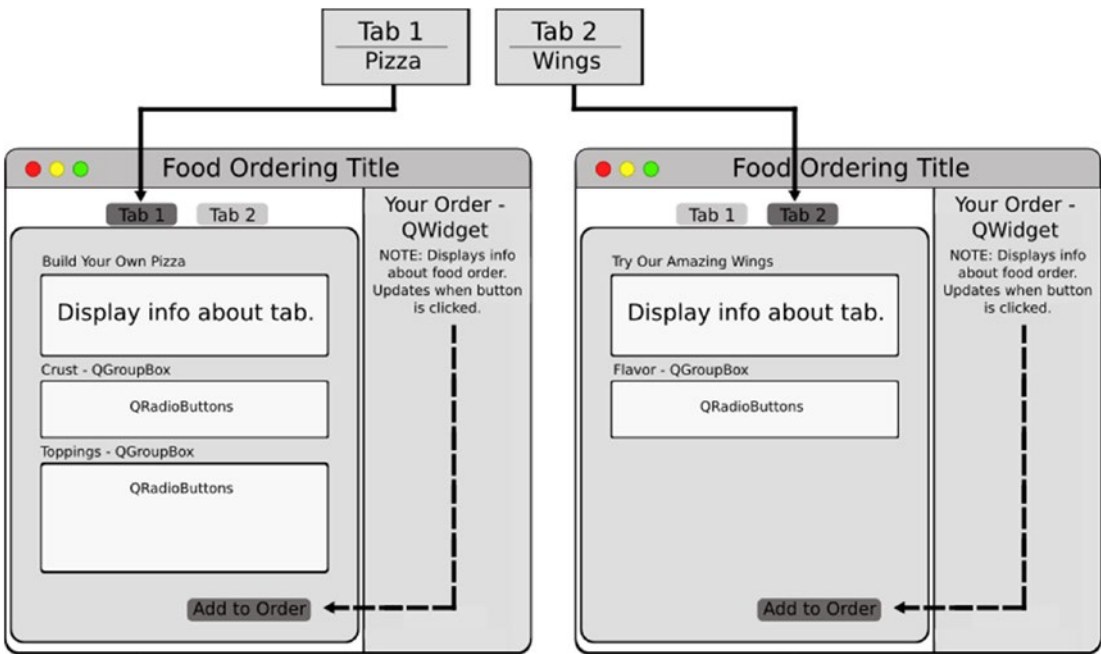 Tab 1
Pizza
Tab 2
Wings
Food Ordering Title
Tab 1
Tab 2
Build Your Own Pizza
Display info about tab.
Crust - QGroupBox
QRadioButtons
Toppings - QGroupBox
QRadioButtons
Add to Order
Your Order -
QWidget
NOTE: Displays info
about food order.
Updates when button
is clicked.
Food Ordering Title
Tab 1
Tab 2
Try Our Amazing Wings
Display info about tab.
Flavor - QGroupBox
QRadioButtons
Add to Order
Your Order -
QWidget
NOTE: Displays info
about food order.
Updates when button
is clicked.